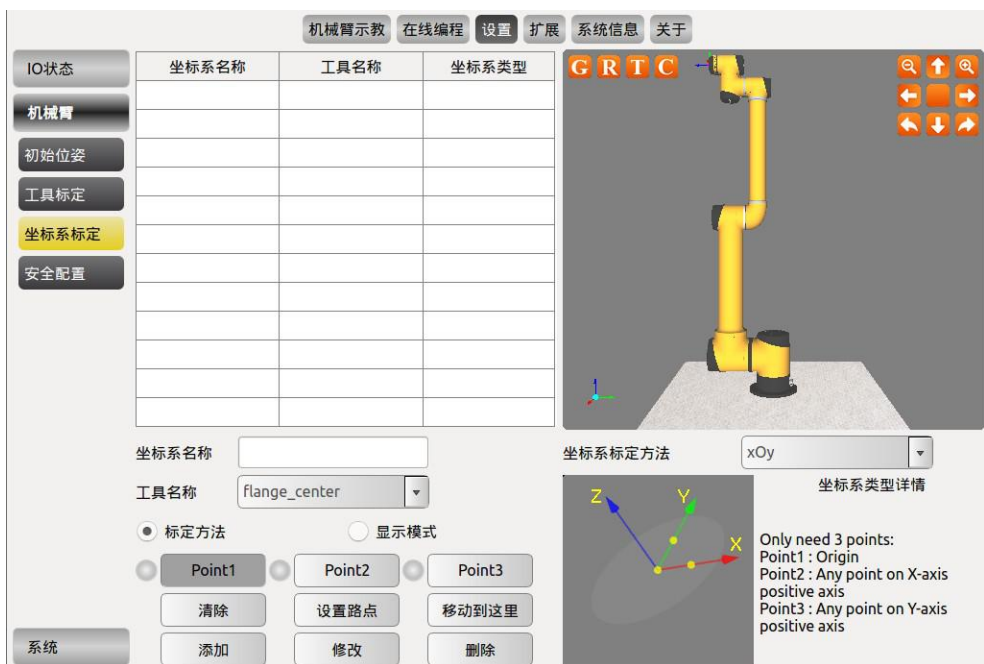 机械臂示教 在线编程 设置 扩展 系统信息 关于
IO状态
机械臂
初始位姿
工具标定
坐标系标定
安全配置
系统
坐标系名称 工具名称 坐标系类型
G R T C
坐标系名称
工具名称 flange_center
标定方法 显示模式
Point1 Point2 Point3
清除 设置路点 移动到这里
添加 修改 删除
坐标系标定方法 xOy
坐标系类型详情
Z Y X
Only need 3 points:
Point1 : Origin
Point2 : Any point on X-axis
positive axis
Point3 : Any point on Y-axis
positive axis